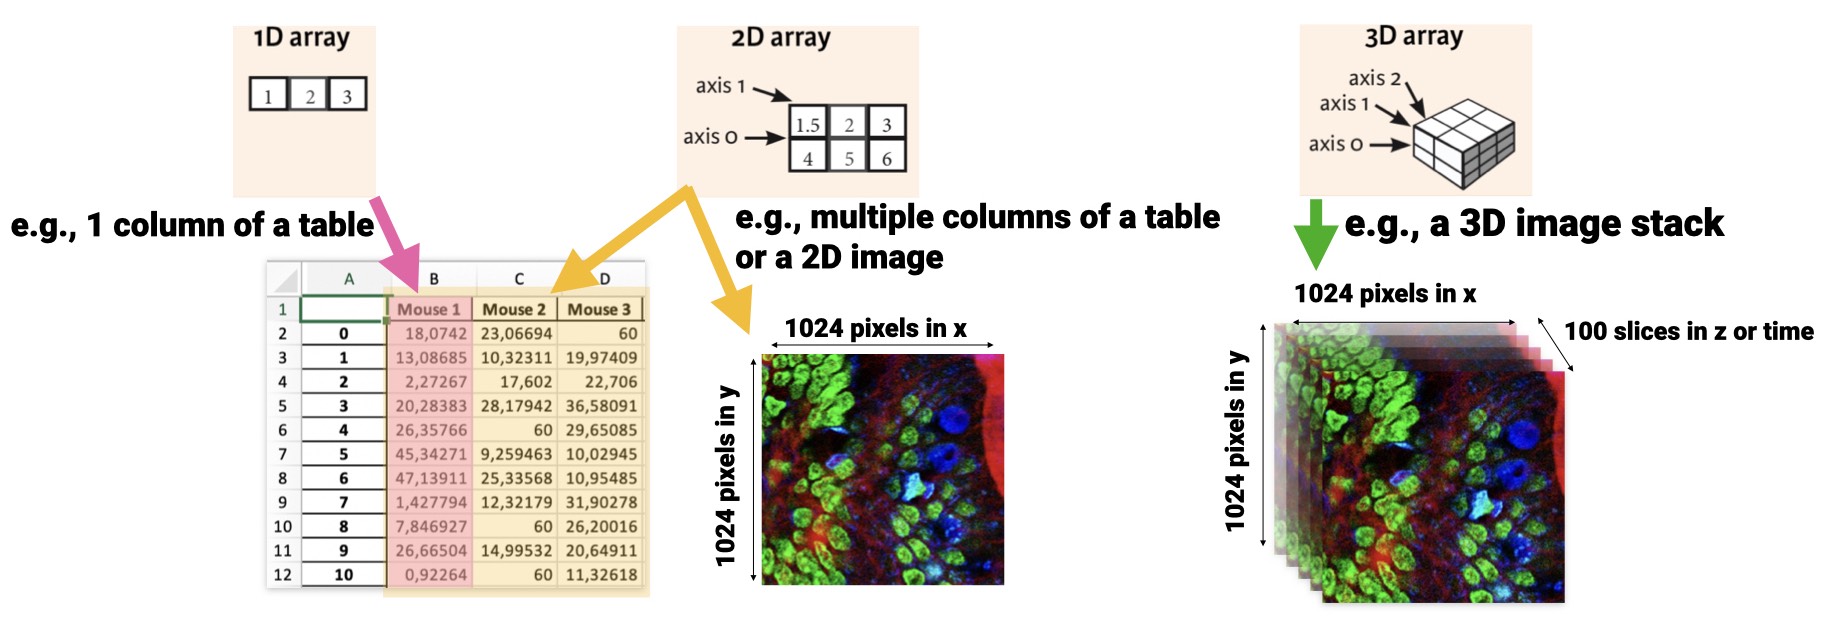 1D array
1 2 3
e.g., 1 column of a table
2D array
axis 1
axis 0
1.5 2 3
4 5 6
e.g., multiple columns of a table
or a 2D image
3D array
axis 2
axis 1
axis 0
e.g., a 3D image stack
A B C D
1 Mouse 1 Mouse 2 Mouse 3
2 0 18,0742 23,06694 60
3 1 13,08685 10,32311 19,97409
4 2 2,27267 17,602 22,706
5 3 20,28383 28,17942 36,58091
6 4 26,35766 60 29,65085
7 5 45,34271 9,259463 10,02945
8 6 47,13911 25,33568 10,95485
9 7 1,427794 12,32179 31,90278
10 8 7,846927 60 26,20016
11 9 26,66504 14,99532 20,64911
12 10 0,92264 60 11,32618
1024 pixels in x
1024 pixels in y
1024 pixels in x
100 slices in z or time
1024 pixels in y